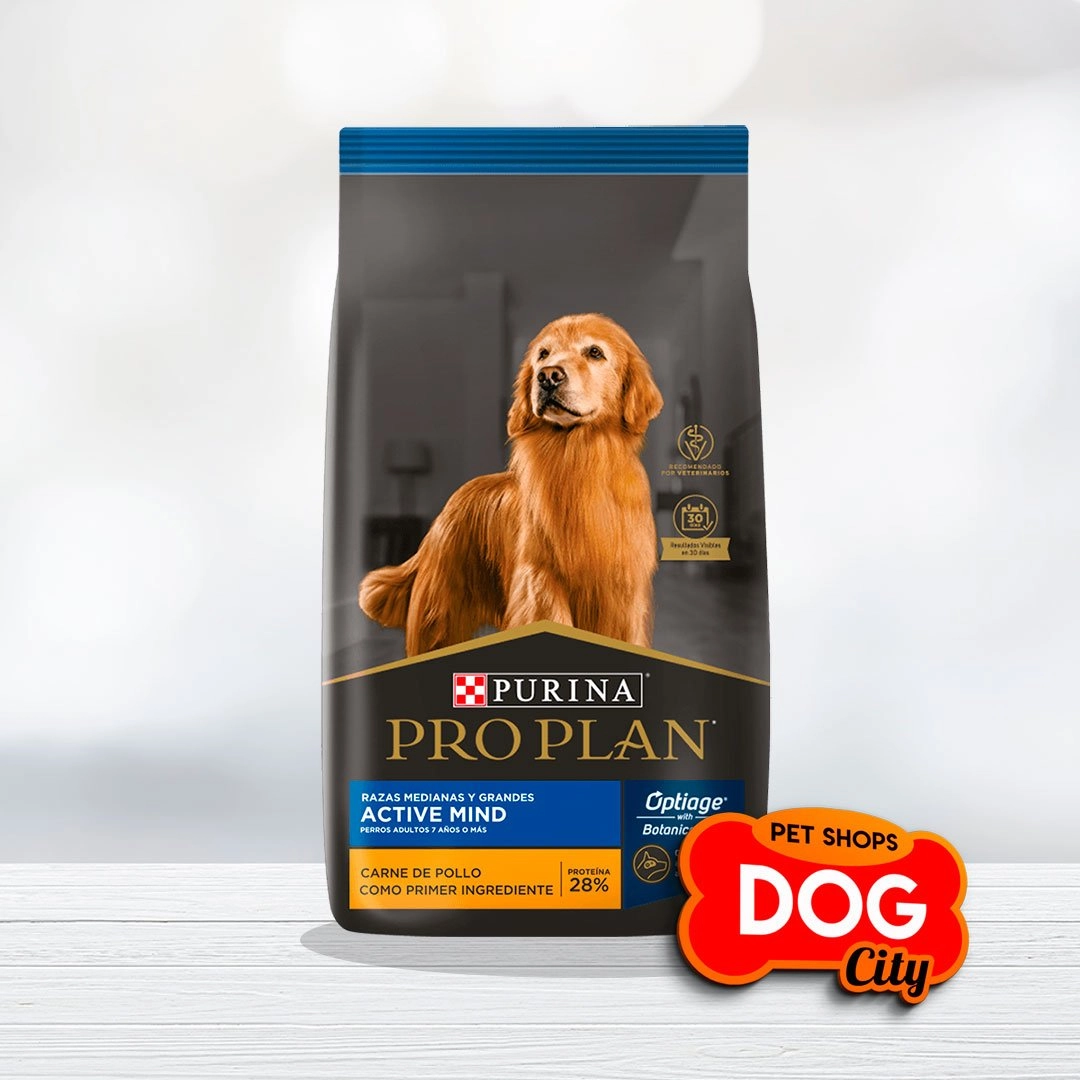 RECOMENDADO
POR VETERINARIOS
30
DÍAS
Resultados Visibles
en 30 días
PURINA
PRO PLAN
RAZAS MEDIANAS Y GRANDES
ACTIVE MIND
PERROS ADULTOS 7 AÑOS O MÁS
Optiage
with
CARNE DE POLLO
COMO PRIMER INGREDIENTE
PROTEÍNA
28%
PET SHOPS
DOG
City